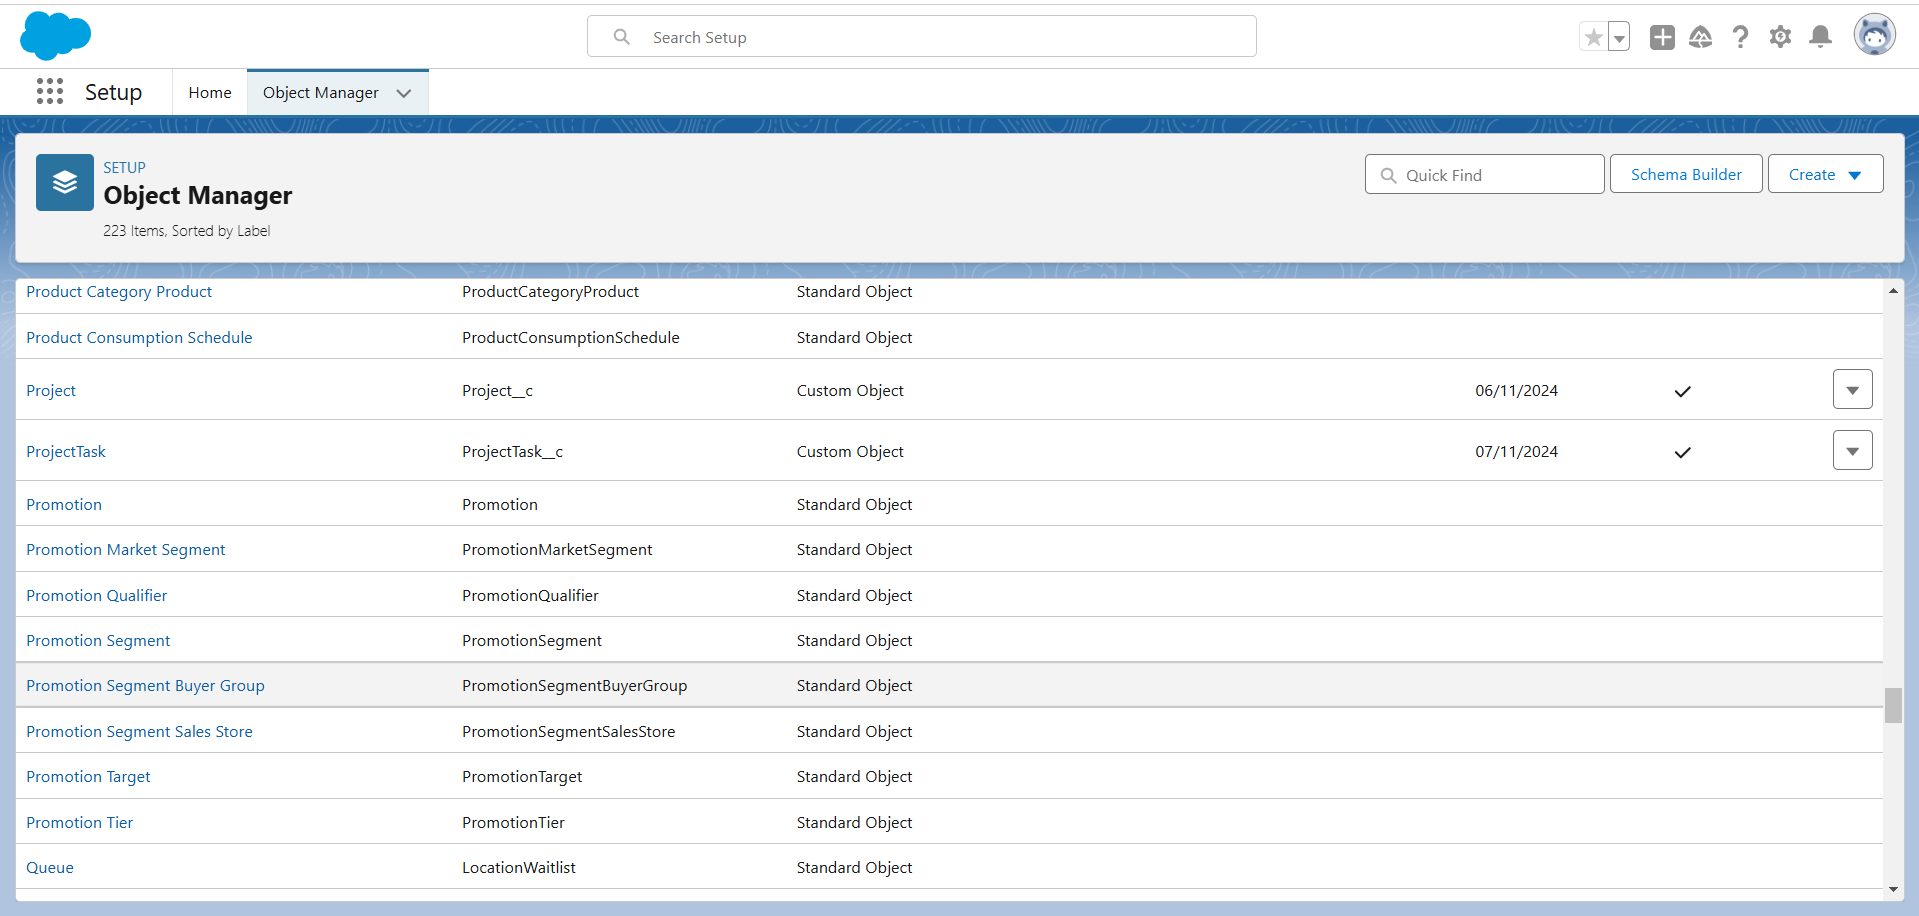 Search Setup
Setup
Home
Object Manager
SETUP
Object Manager
223 Items, Sorted by Label
Quick Find
Schema Builder
Create
Product Category Product ProductCategoryProduct Standard Object
Product Consumption Schedule ProductConsumptionSchedule Standard Object
Project Project__c Custom Object 06/11/2024
ProjectTask ProjectTask__c Custom Object 07/11/2024
Promotion Promotion Standard Object
Promotion Market Segment PromotionMarketSegment Standard Object
Promotion Qualifier PromotionQualifier Standard Object
Promotion Segment PromotionSegment Standard Object
Promotion Segment Buyer Group PromotionSegmentBuyerGroup Standard Object
Promotion Segment Sales Store PromotionSegmentSalesStore Standard Object
Promotion Target PromotionTarget Standard Object
Promotion Tier PromotionTier Standard Object
Queue LocationWaitlist Standard Object